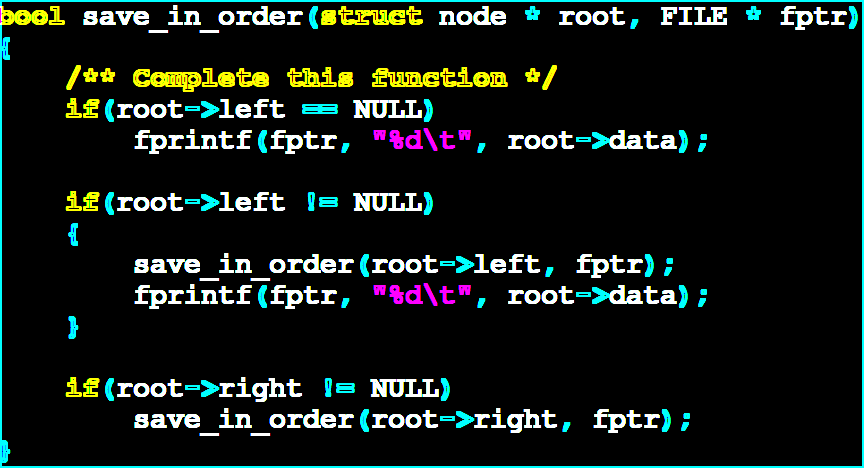 bool save_in_order(struct node * root, FILE * fptr)
{
/** Complete this function */
if(root->left == NULL)
fprintf(fptr, "%d\t", root->data);
if(root->left != NULL)
{
save_in_order(root->left, fptr);
fprintf(fptr, "%d\t", root->data);
}
if(root->right != NULL)
save_in_order(root->right, fptr);
}